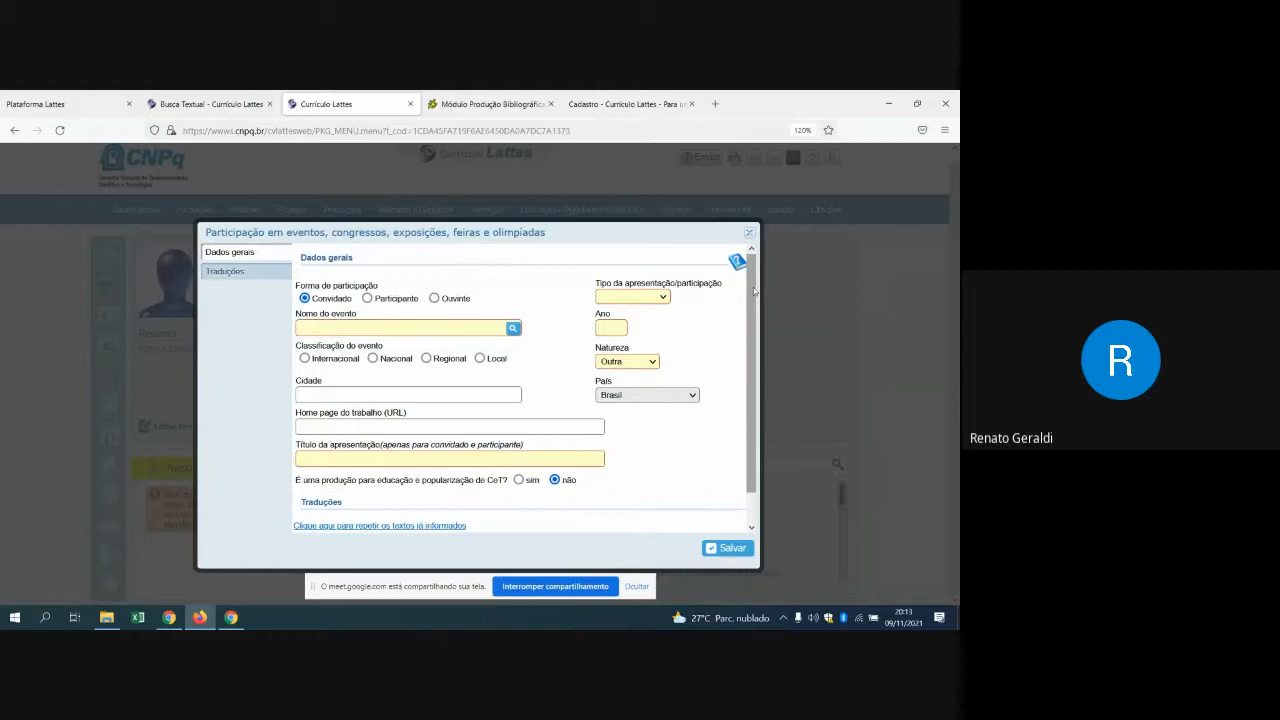 Plataforma Lattes
Busca Textual - Currículo Lattes
Currículo Lattes
Módulo Produção Bibliográfica
Cadastro - Currículo Lattes - Para un
https://wwws.cnpq.br/cvlattesweb/PKG_MENU.menu?f_cod=1CDA45FA719F6AE6450DA0A7DC7A1373
120%
CNPq
Lattes
Enviar
Participação em eventos, congressos, exposições, feiras e olimpíadas
Dados gerais
Traduções
Dados gerais
Forma de participação
Convidado
Participante
Ouvinte
Tipo da apresentação/participação
Nome do evento
Ano
Classificação do evento
Internacional
Nacional
Regional
Local
Natureza
Outra
Cidade
País
Brasil
Home page do trabalho (URL)
Título da apresentação(apenas para convidado e participante)
É uma produção para educação e popularização de CeT?
sim
não
Traduções
Clique aqui para repetir os textos já informados
Salvar
O meet.google.com está compartilhando sua tela.
Interromper compartilhamento
Ocultar
27°C Parc. nublado
20:13
09/11/2021
R
Renato Geraldi